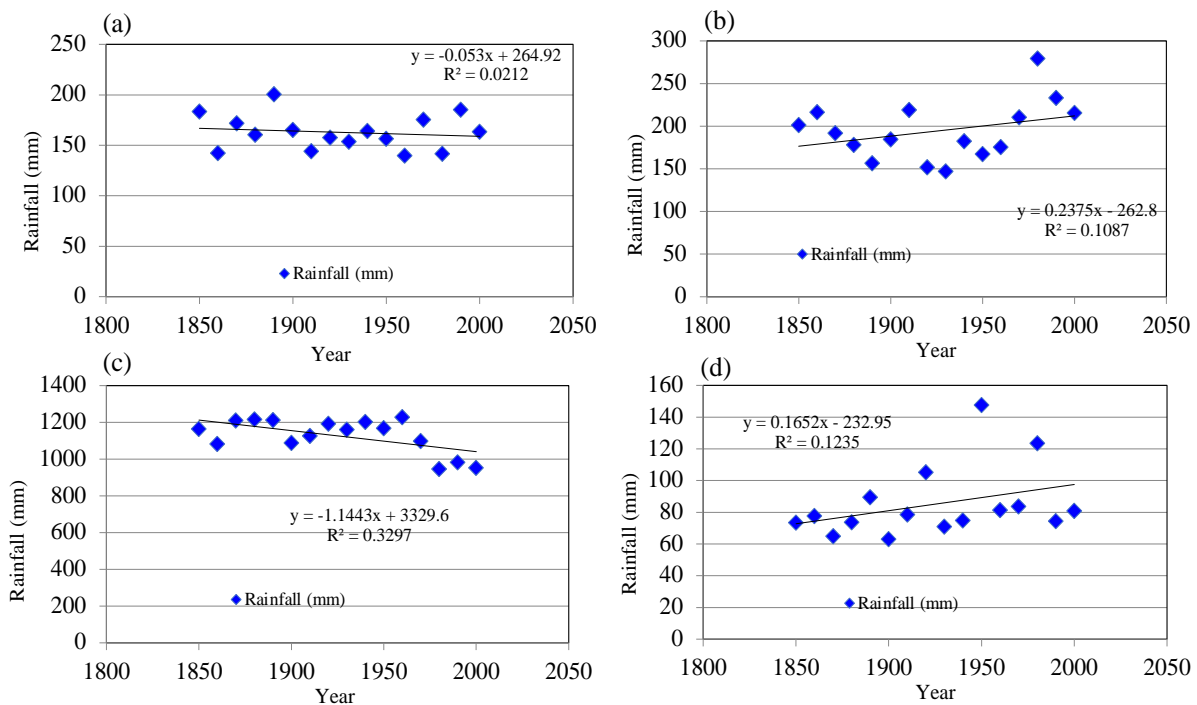 (a)
250
200
150
100
50
0
Rainfall (mm)
y = -0.053x + 264.92
R² = 0.0212
Rainfall (mm)
1800 1850 1900 1950 2000 2050
Year
(b)
300
250
200
150
100
50
0
Rainfall (mm)
y = 0.2375x - 262.8
R² = 0.1087
Rainfall (mm)
1800 1850 1900 1950 2000 2050
Year
(c)
1400
1200
1000
800
600
400
200
0
Rainfall (mm)
y = -1.1443x + 3329.6
R² = 0.3297
Rainfall (mm)
1800 1850 1900 1950 2000 2050
Year
(d)
160
140
120
100
80
60
40
20
0
Rainfall (mm)
y = 0.1652x - 232.95
R² = 0.1235
Rainfall (mm)
1800 1850 1900 1950 2000 2050
Year